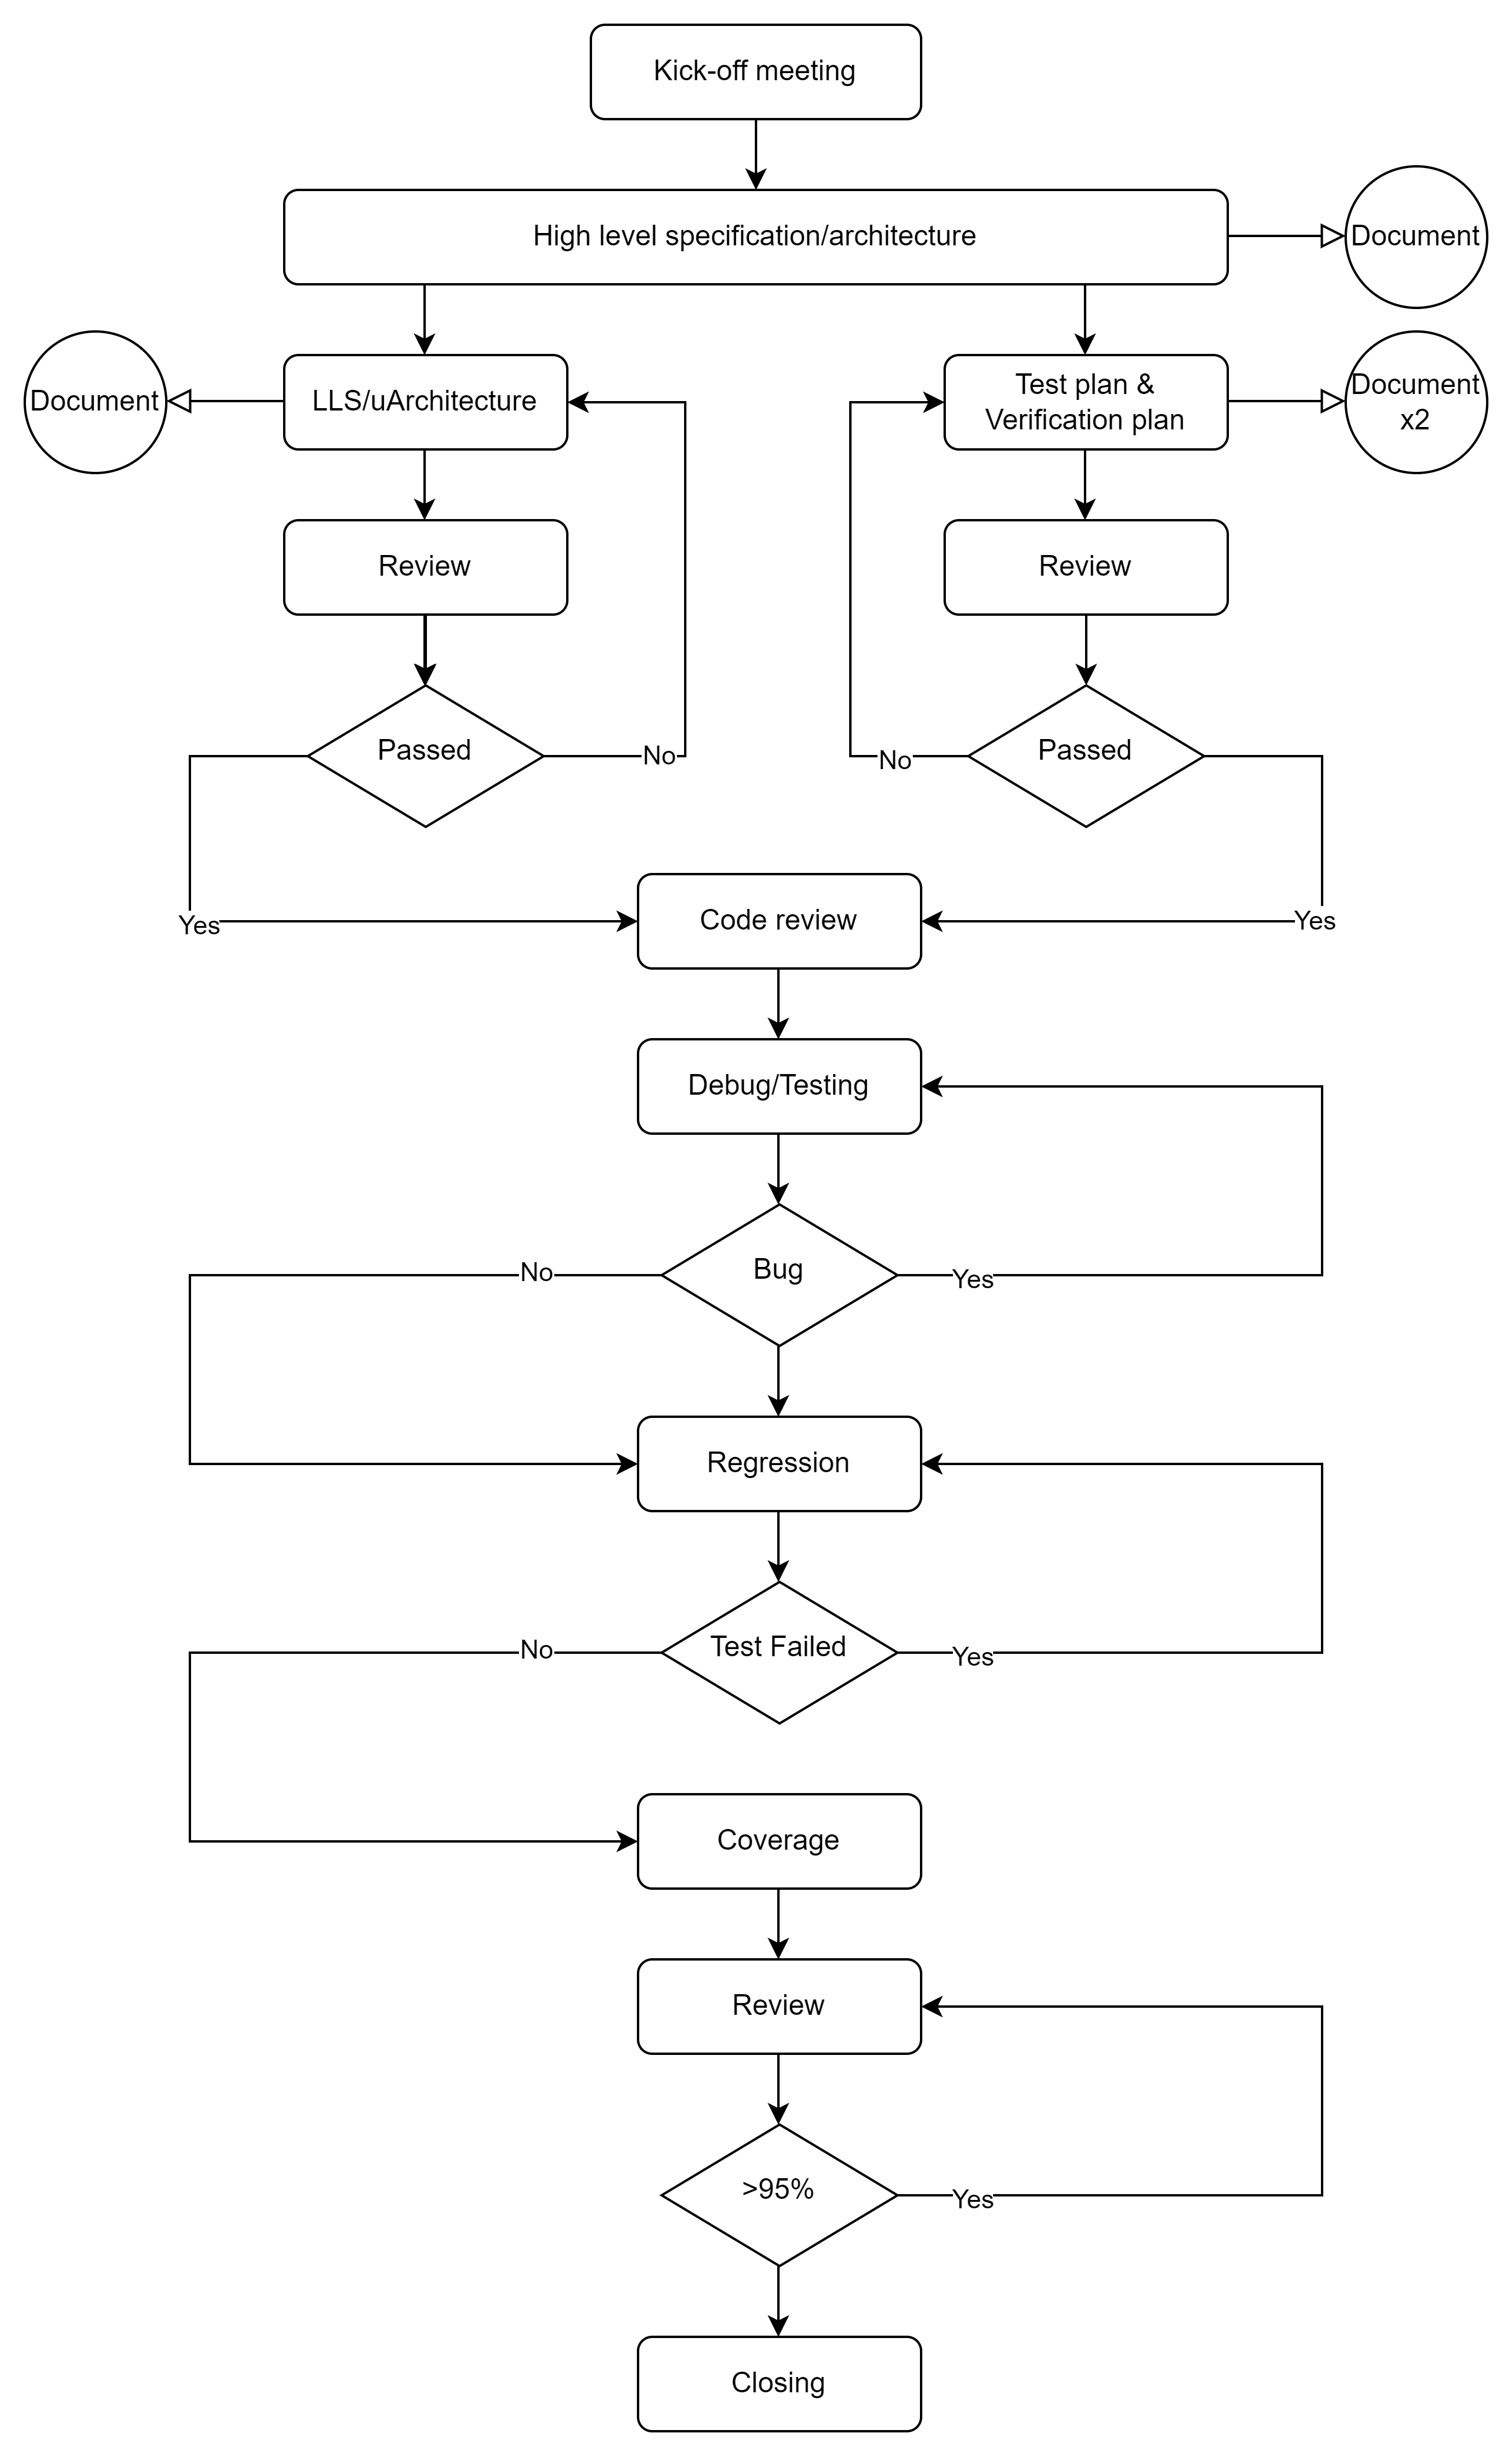 Kick-off meeting
High level specification/architecture
Document
Document
LLS/uArchitecture
Test plan &
Verification plan
Document
x2
Review
Review
Passed
No
No
Passed
Yes
Code review
Yes
Debug/Testing
No
Bug
Yes
Regression
No
Test Failed
Yes
Coverage
Review
>95%
Yes
Closing